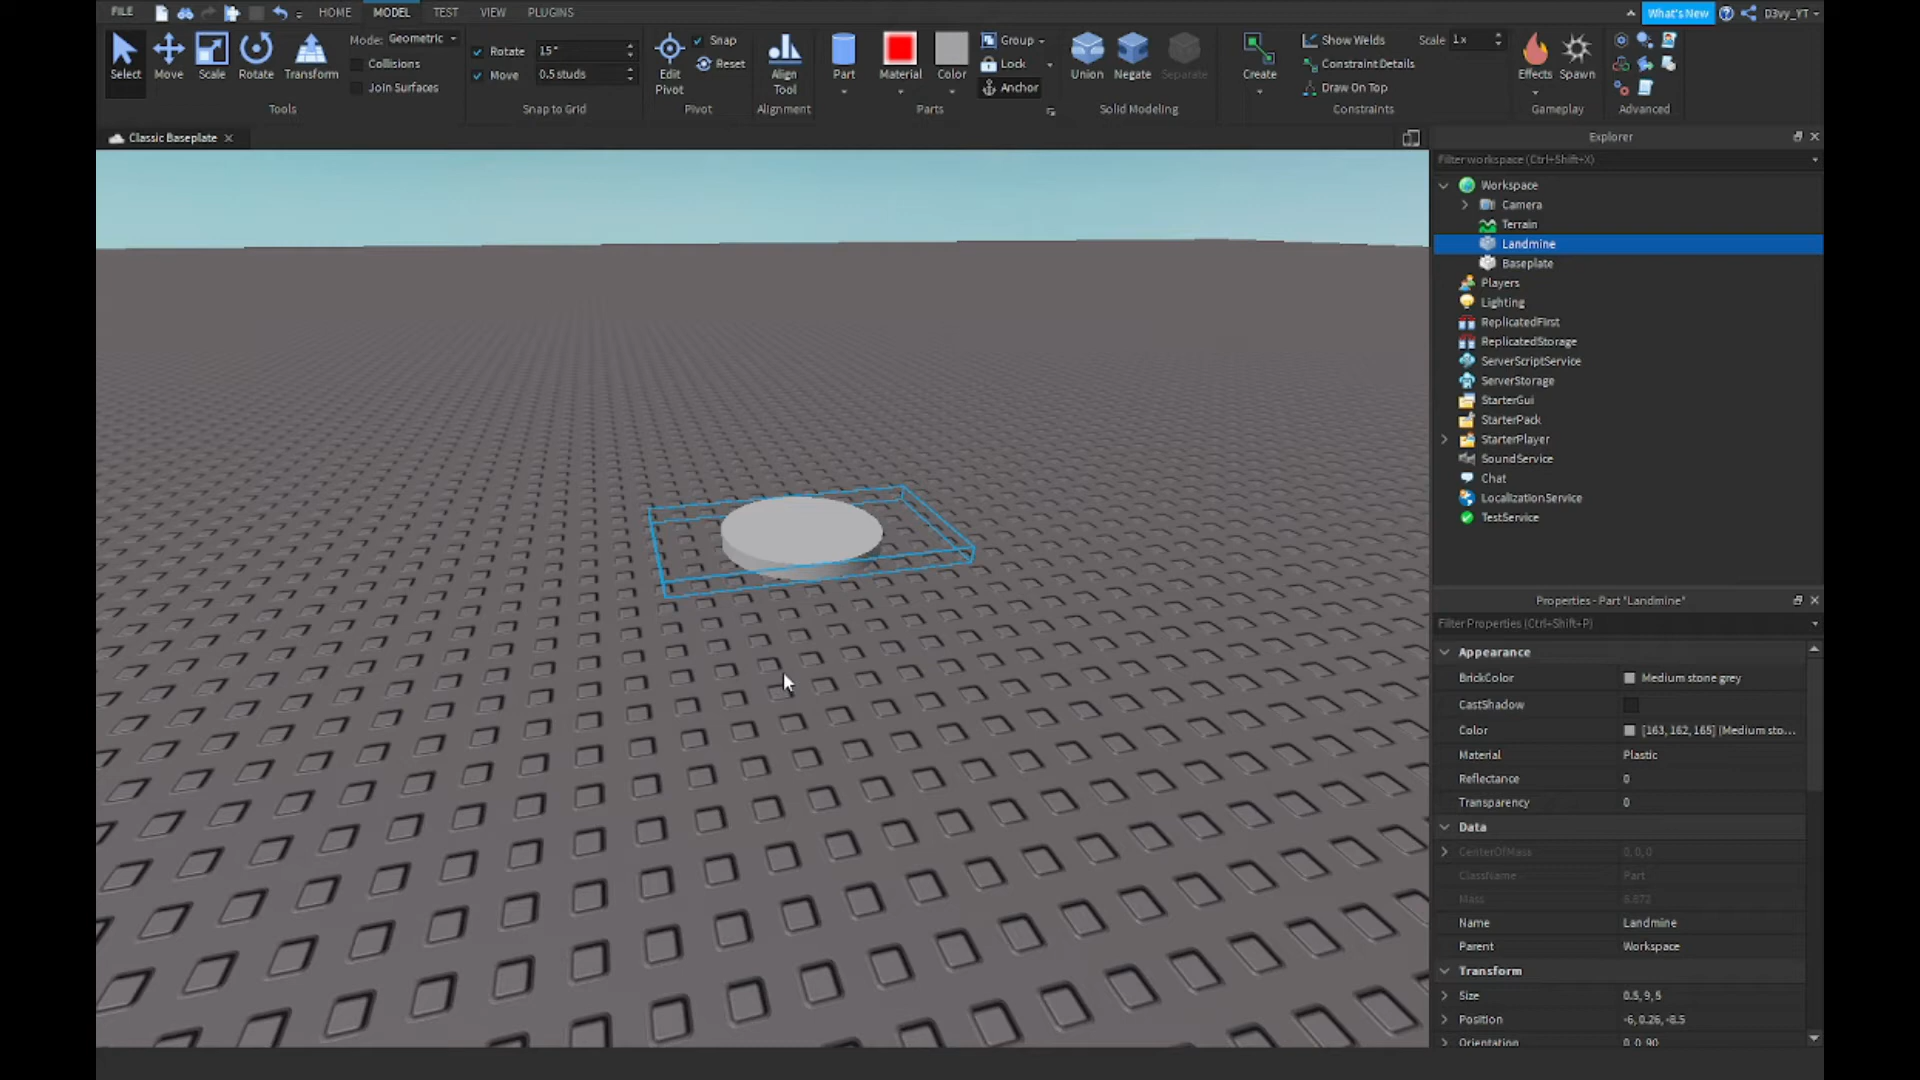 FILE HOME MODEL TEST VIEW PLUGINS What's New D3vy_YT
Select Move Scale Rotate Transform
Mode: Geometric
Collisions
Join Surfaces
Tools
Rotate 15°
Move 0.5 studs
Snap to Grid
Edit Pivot
Snap
Reset
Pivot
Align Tool
Alignment
Part Material Color
Group
Lock
Anchor
Parts
Union Negate Separate
Solid Modeling
Create
Show Welds
Scale 1x
Constraint Details
Draw On Top
Constraints
Effects Spawn
Gameplay
Advanced
Classic Baseplate
Explorer
Filter workspace (Ctrl+Shift+X)
Workspace
Camera
Terrain
Landmine
Baseplate
Players
Lighting
ReplicatedFirst
ReplicatedStorage
ServerScriptService
ServerStorage
StarterGui
StarterPack
StarterPlayer
SoundService
Chat
LocalizationService
TestService
Properties - Part "Landmine"
Filter Properties (Ctrl+Shift+P)
Appearance
BrickColor Medium stone grey
CastShadow
Color [163, 162, 165] (Medium sto...
Material Plastic
Reflectance 0
Transparency 0
Data
CenterOfMass 0, 0, 0
ClassName Part
Mass
Name Landmine
Parent Workspace
Transform
Size 0.5, 9, 5
Position -6, 0.26, -8.5
Orientation 0, 0, 90